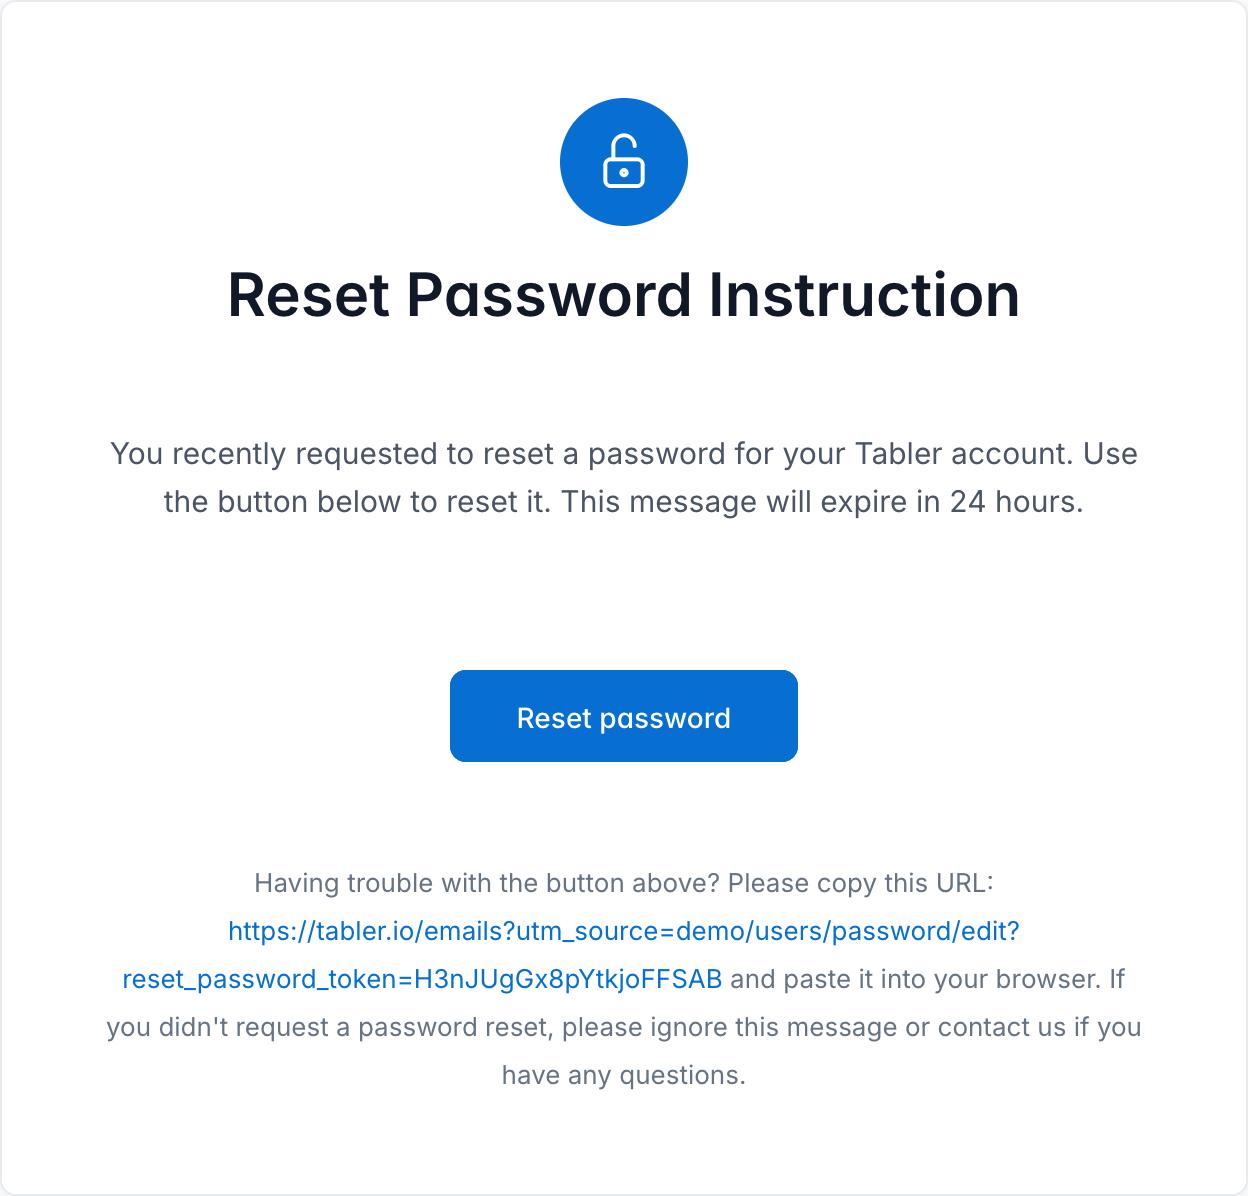 Reset Password Instruction
You recently requested to reset a password for your Tabler account. Use
the button below to reset it. This message will expire in 24 hours.
Reset password
Having trouble with the button above? Please copy this URL:
https://tabler.io/emails?utm_source=demo/users/password/edit?
reset_password_token=H3nJUgGx8pYtkjoFFSAB and paste it into your browser. If
you didn't request a password reset, please ignore this message or contact us if you
have any questions.